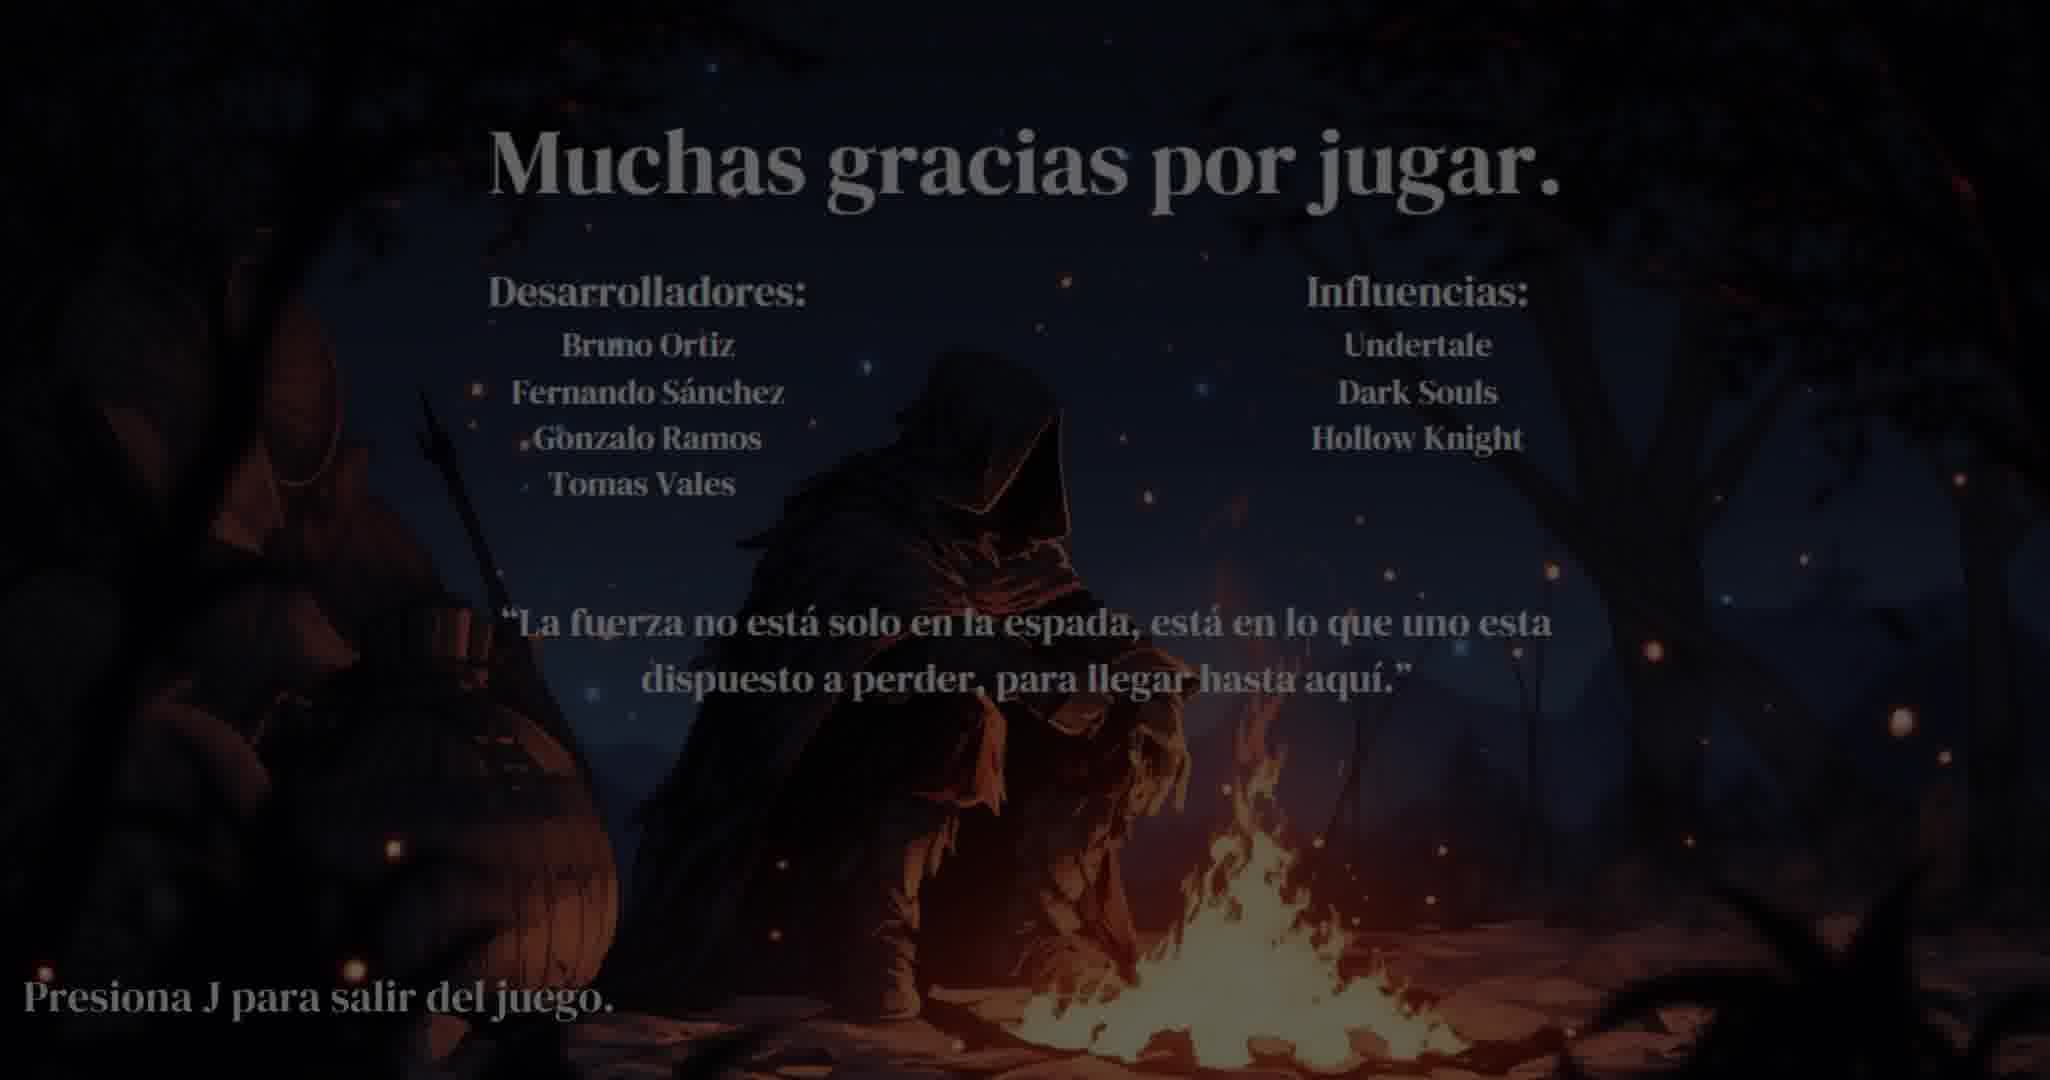 Muchas gracias por jugar.
Desarrolladores:
Bruno Ortiz
Fernando Sánchez
Gonzalo Ramos
Tomas Vales
Influencias:
Undertale
Dark Souls
Hollow Knight
“La fuerza no está solo en la espada, está en lo que uno esta
dispuesto a perder, para llegar hasta aquí.”
Presiona J para salir del juego.